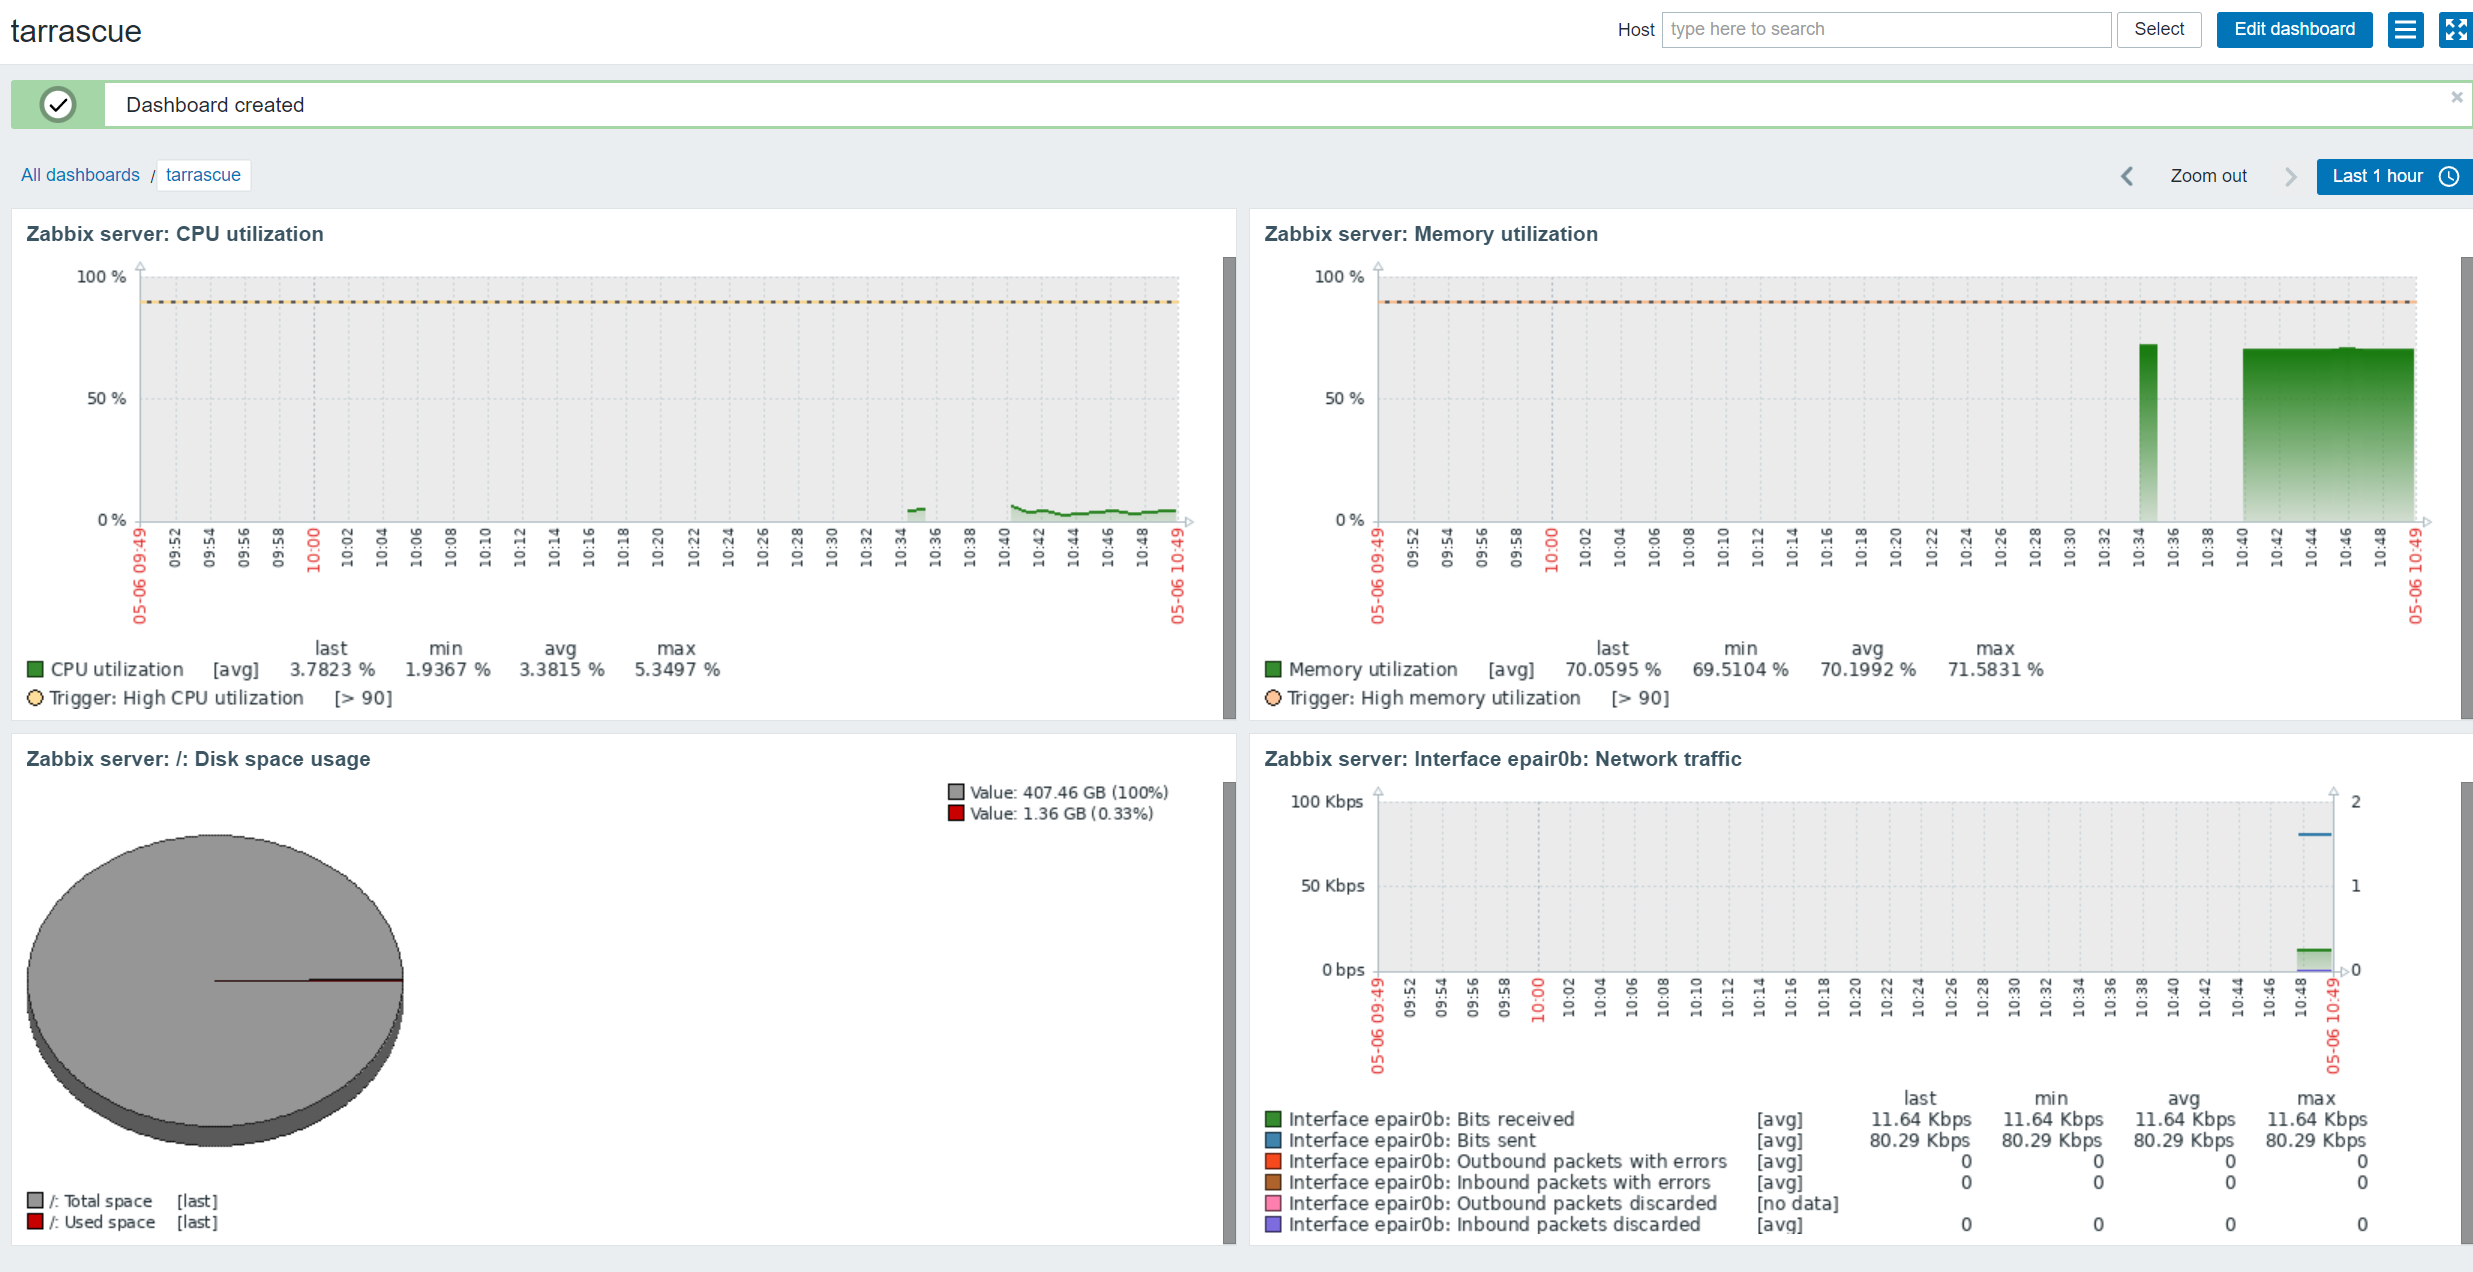 tarrascue
Host type here to search Select Edit dashboard
Dashboard created ×
All dashboards / tarrascue Zoom out Last 1 hour
Zabbix server: CPU utilization
100 %
50 %
0 %
05-06 09:49 09:52 09:54 09:56 09:58 10:00 10:02 10:04 10:06 10:08 10:10 10:12 10:14 10:16 10:18 10:20 10:22 10:24 10:26 10:28 10:30 10:32 10:34 10:36 10:38 10:40 10:42 10:44 10:46 10:48 05-06 10:49
last min avg max
CPU utilization [avg] 3.7823 % 1.9367 % 3.3815 % 5.3497 %
Trigger: High CPU utilization [> 90]
Zabbix server: Memory utilization
100 %
50 %
0 %
05-06 09:49 09:52 09:54 09:56 09:58 10:00 10:02 10:04 10:06 10:08 10:10 10:12 10:14 10:16 10:18 10:20 10:22 10:24 10:26 10:28 10:30 10:32 10:34 10:36 10:38 10:40 10:42 10:44 10:46 10:48 05-06 10:49
last min avg max
Memory utilization [avg] 70.0595 % 69.5104 % 70.1992 % 71.5831 %
Trigger: High memory utilization [> 90]
Zabbix server: /: Disk space usage
Value: 407.46 GB (100%)
Value: 1.36 GB (0.33%)
/: Total space [last]
/: Used space [last]
Zabbix server: Interface epair0b: Network traffic
100 Kbps 2
50 Kbps 1
0 bps 0
05-06 09:49 09:52 09:54 09:56 09:58 10:00 10:02 10:04 10:06 10:08 10:10 10:12 10:14 10:16 10:18 10:20 10:22 10:24 10:26 10:28 10:30 10:32 10:34 10:36 10:38 10:40 10:42 10:44 10:46 10:48 05-06 10:49
last min avg max
Interface epair0b: Bits received [avg] 11.64 Kbps 11.64 Kbps 11.64 Kbps 11.64 Kbps
Interface epair0b: Bits sent [avg] 80.29 Kbps 80.29 Kbps 80.29 Kbps 80.29 Kbps
Interface epair0b: Outbound packets with errors [avg] 0 0 0 0
Interface epair0b: Inbound packets with errors [avg] 0 0 0 0
Interface epair0b: Outbound packets discarded [no data]
Interface epair0b: Inbound packets discarded [avg] 0 0 0 0